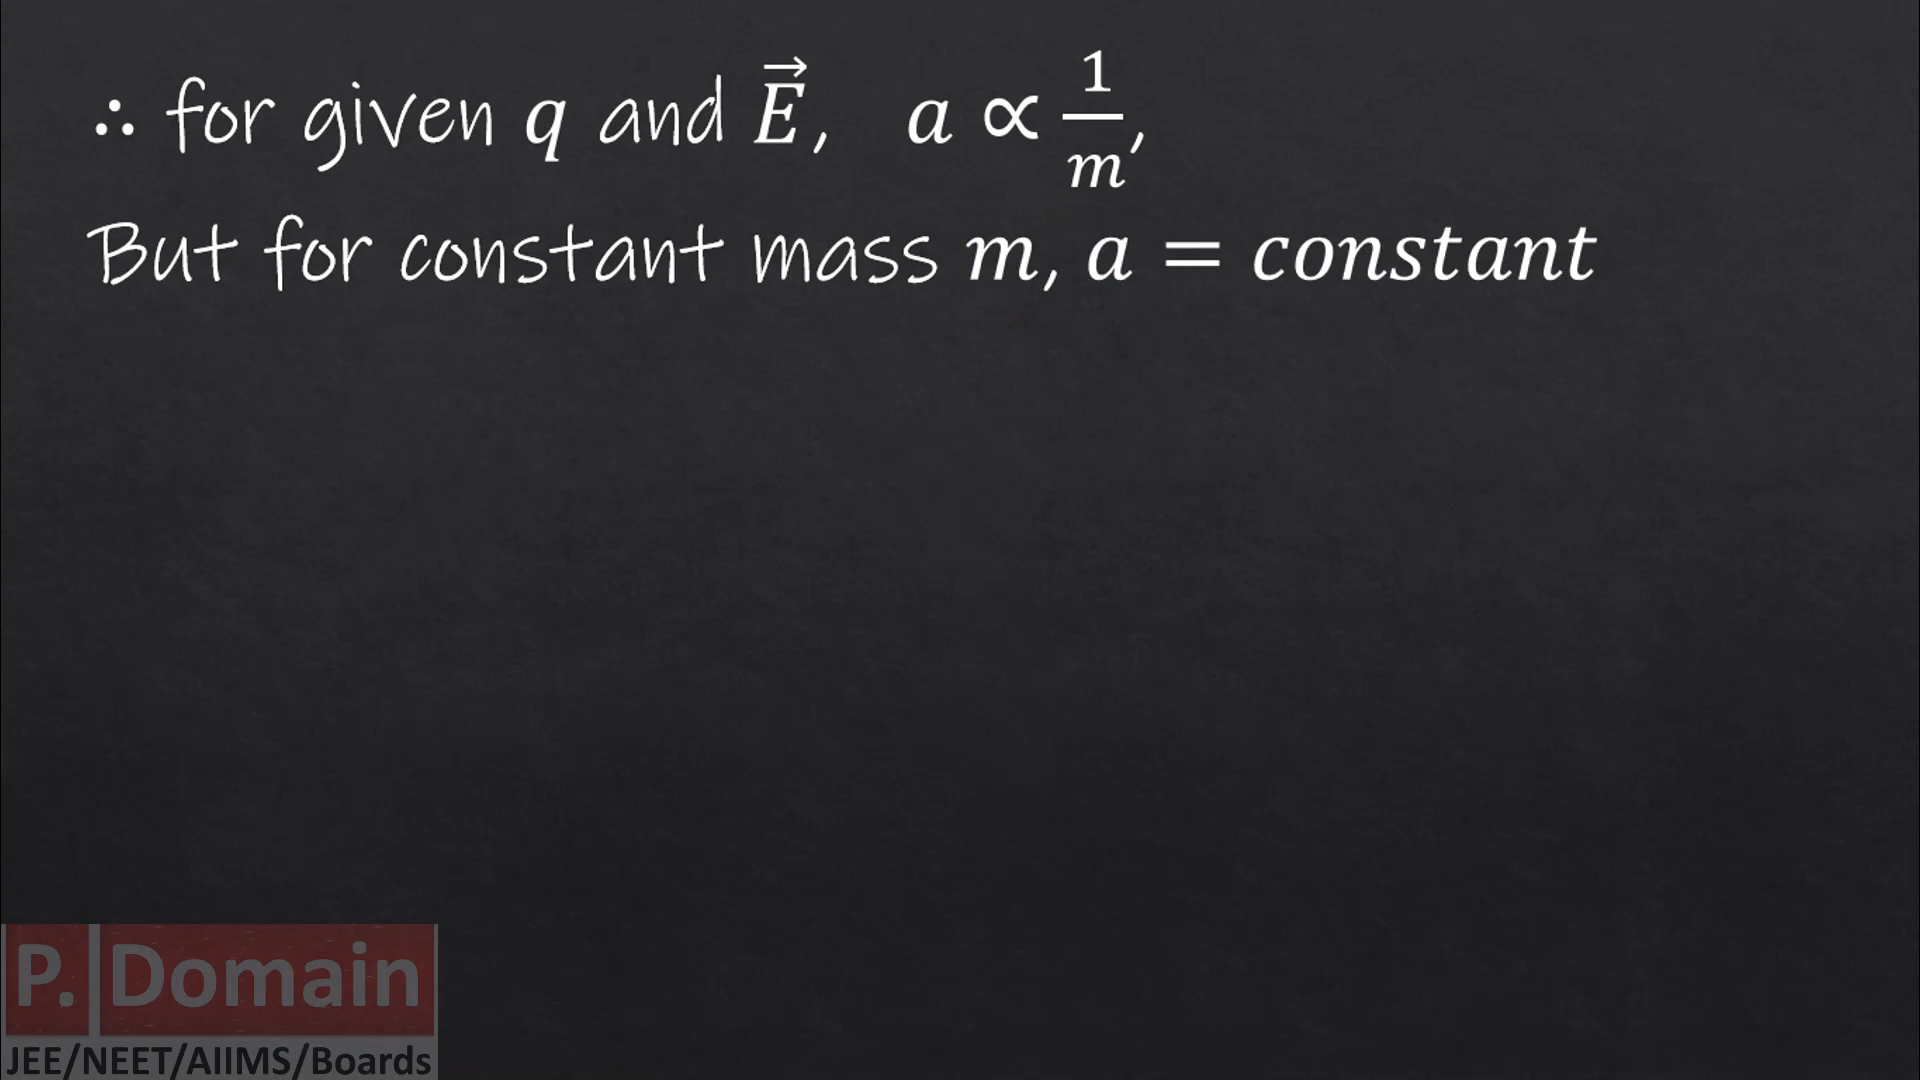 ∴ for given q and E⃗,   a ∝ 1/m,
But for constant mass m, a = constant
P. Domain
JEE/NEET/AIIMS/Boards